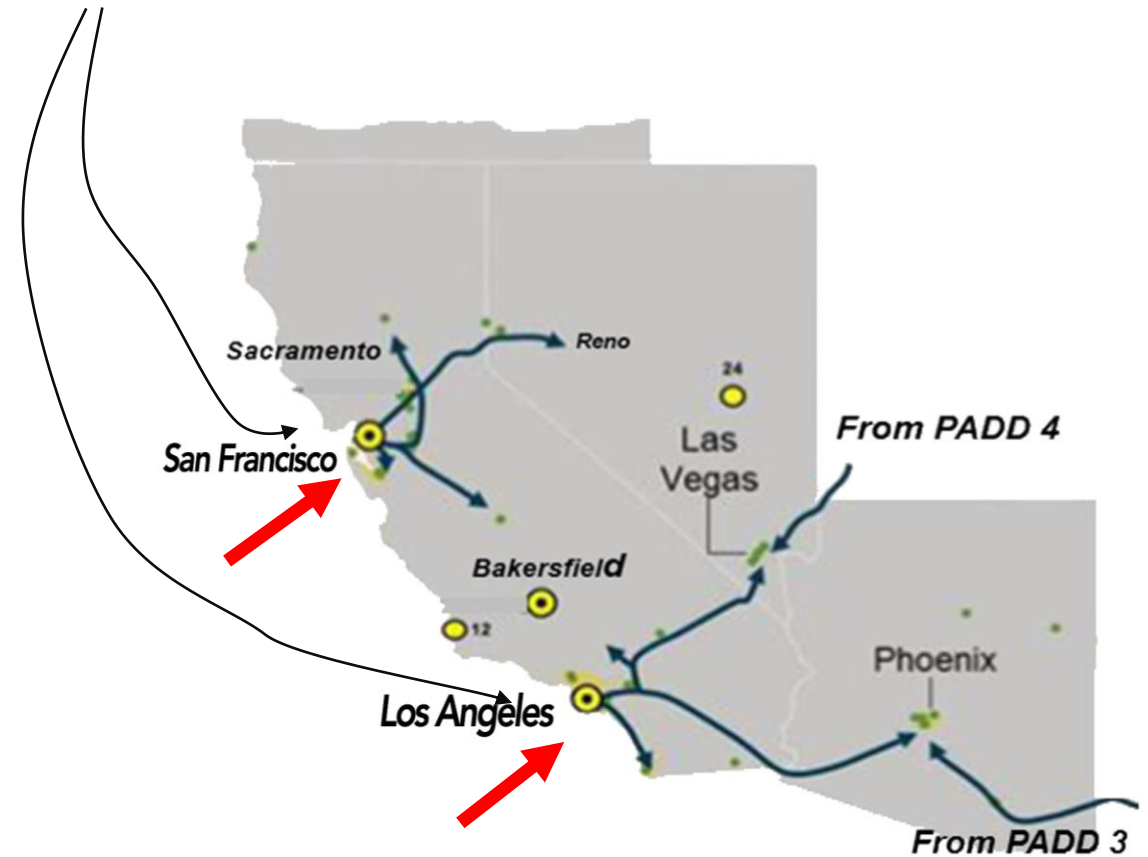 Reno
Sacramento
24
From PADD 4
Las
Vegas
San Francisco
Bakersfield
12
Phoenix
Los Angeles
From PADD 3